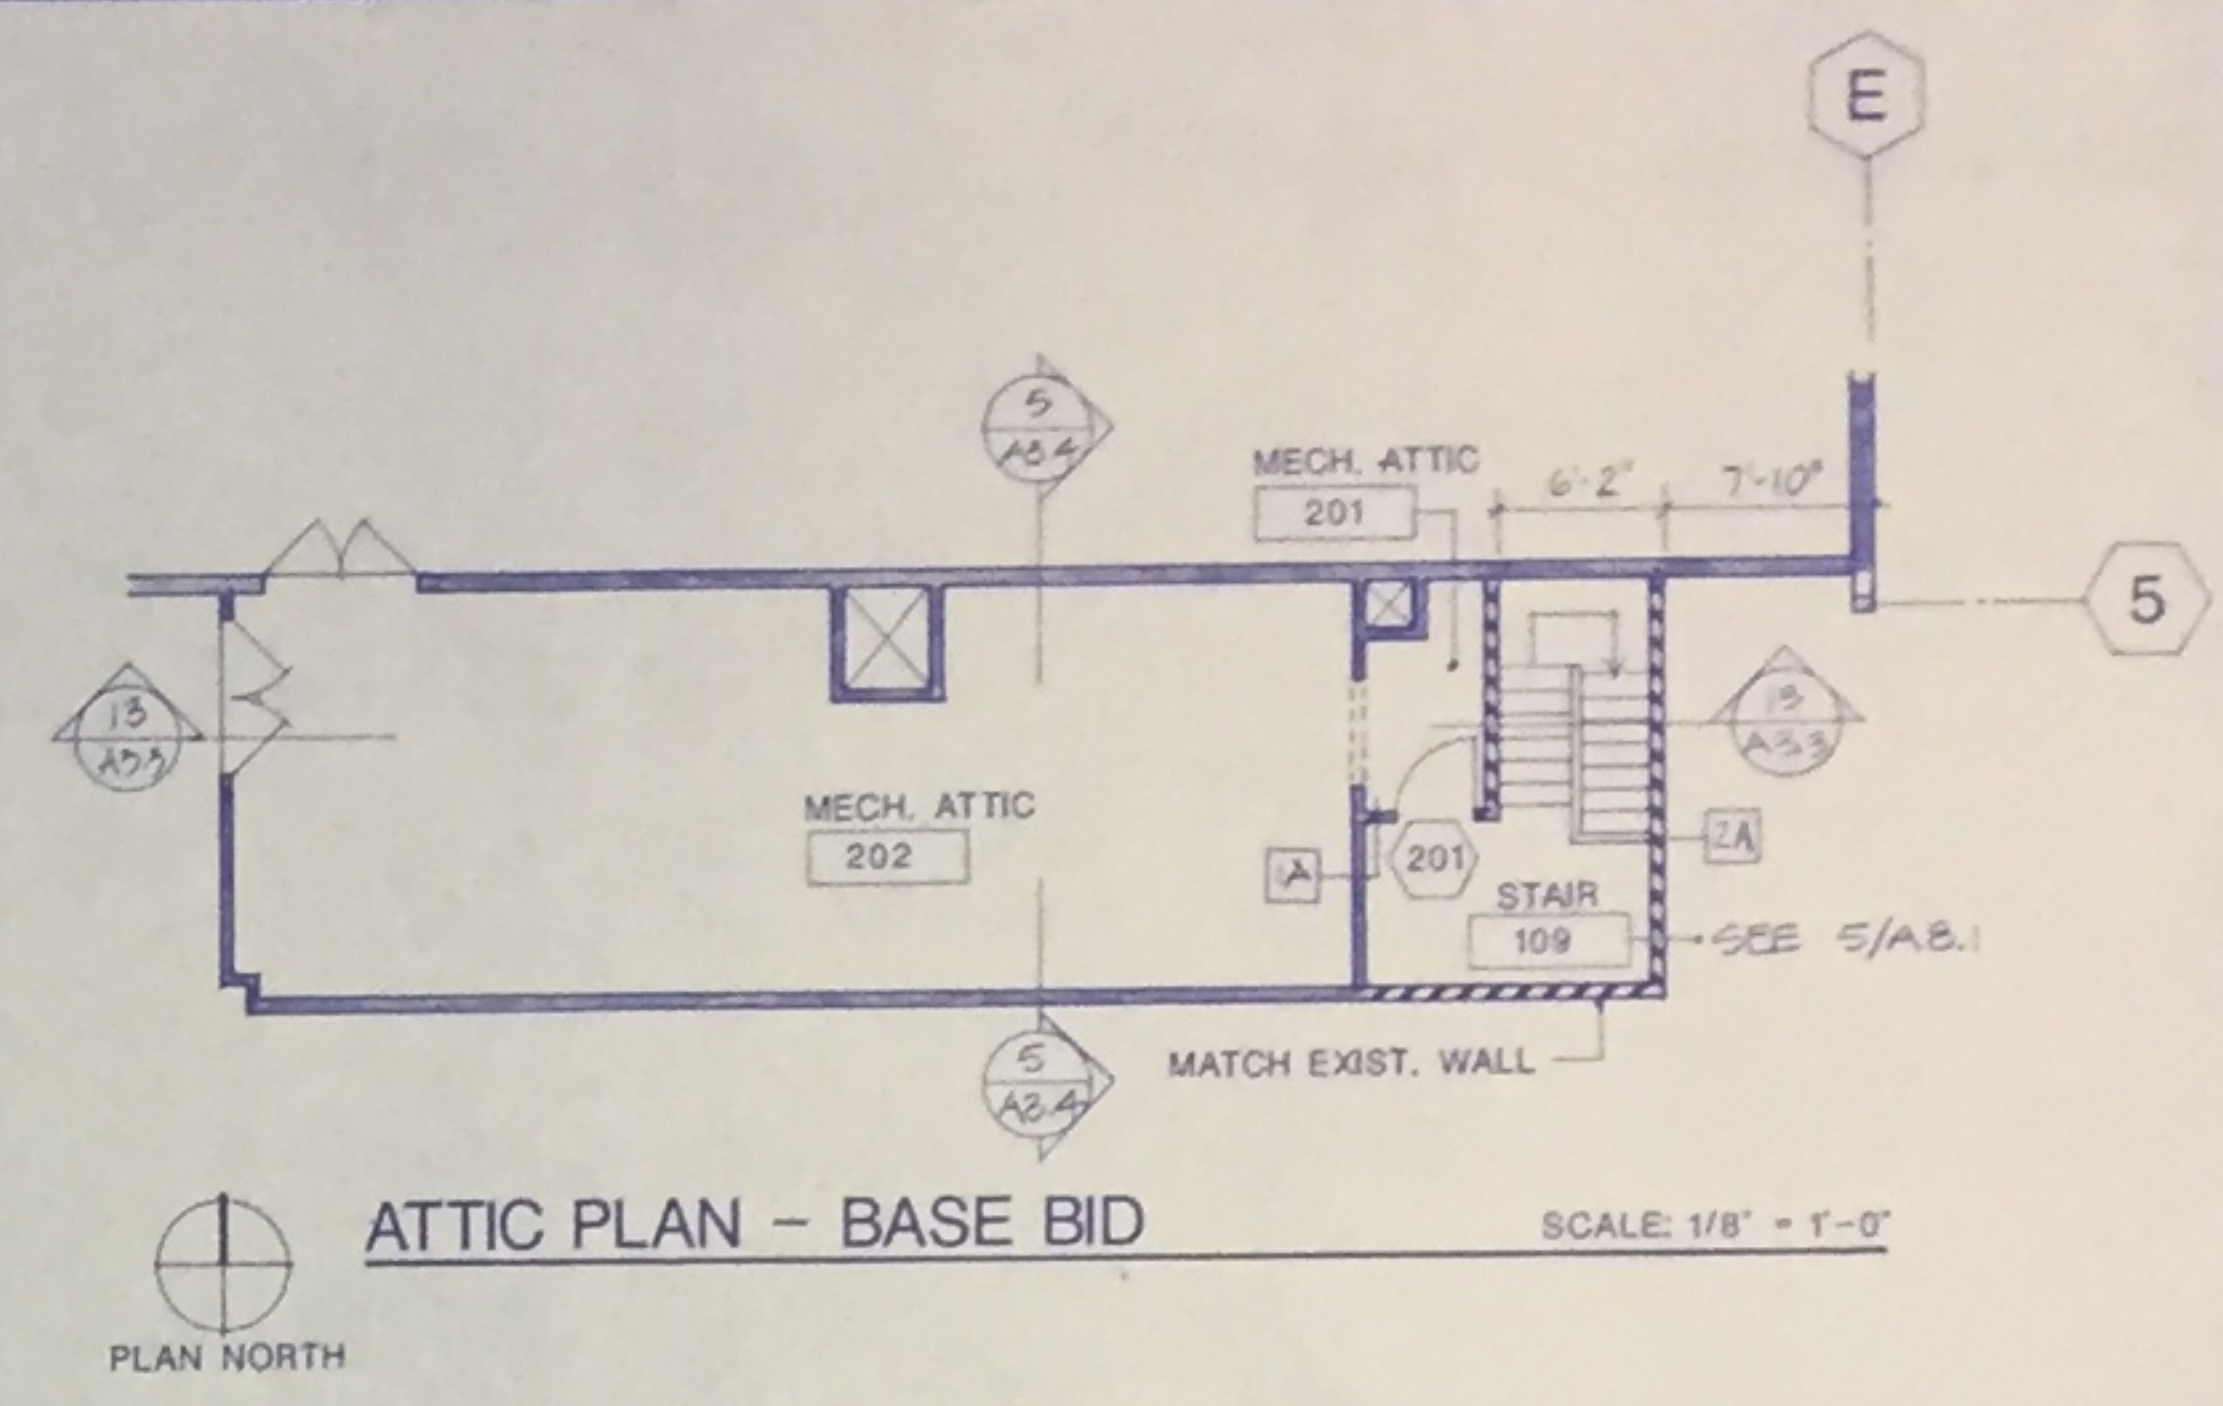 E
5
A3.4
MECH. ATTIC
201
6'-2"
7'-10"
5
13
A3.3
13
A3.3
MECH. ATTIC
202
201
2A
STAIR
109
SEE 5/A8.1
5
A3.4
MATCH EXIST. WALL
ATTIC PLAN - BASE BID
SCALE: 1/8" = 1'-0"
PLAN NORTH